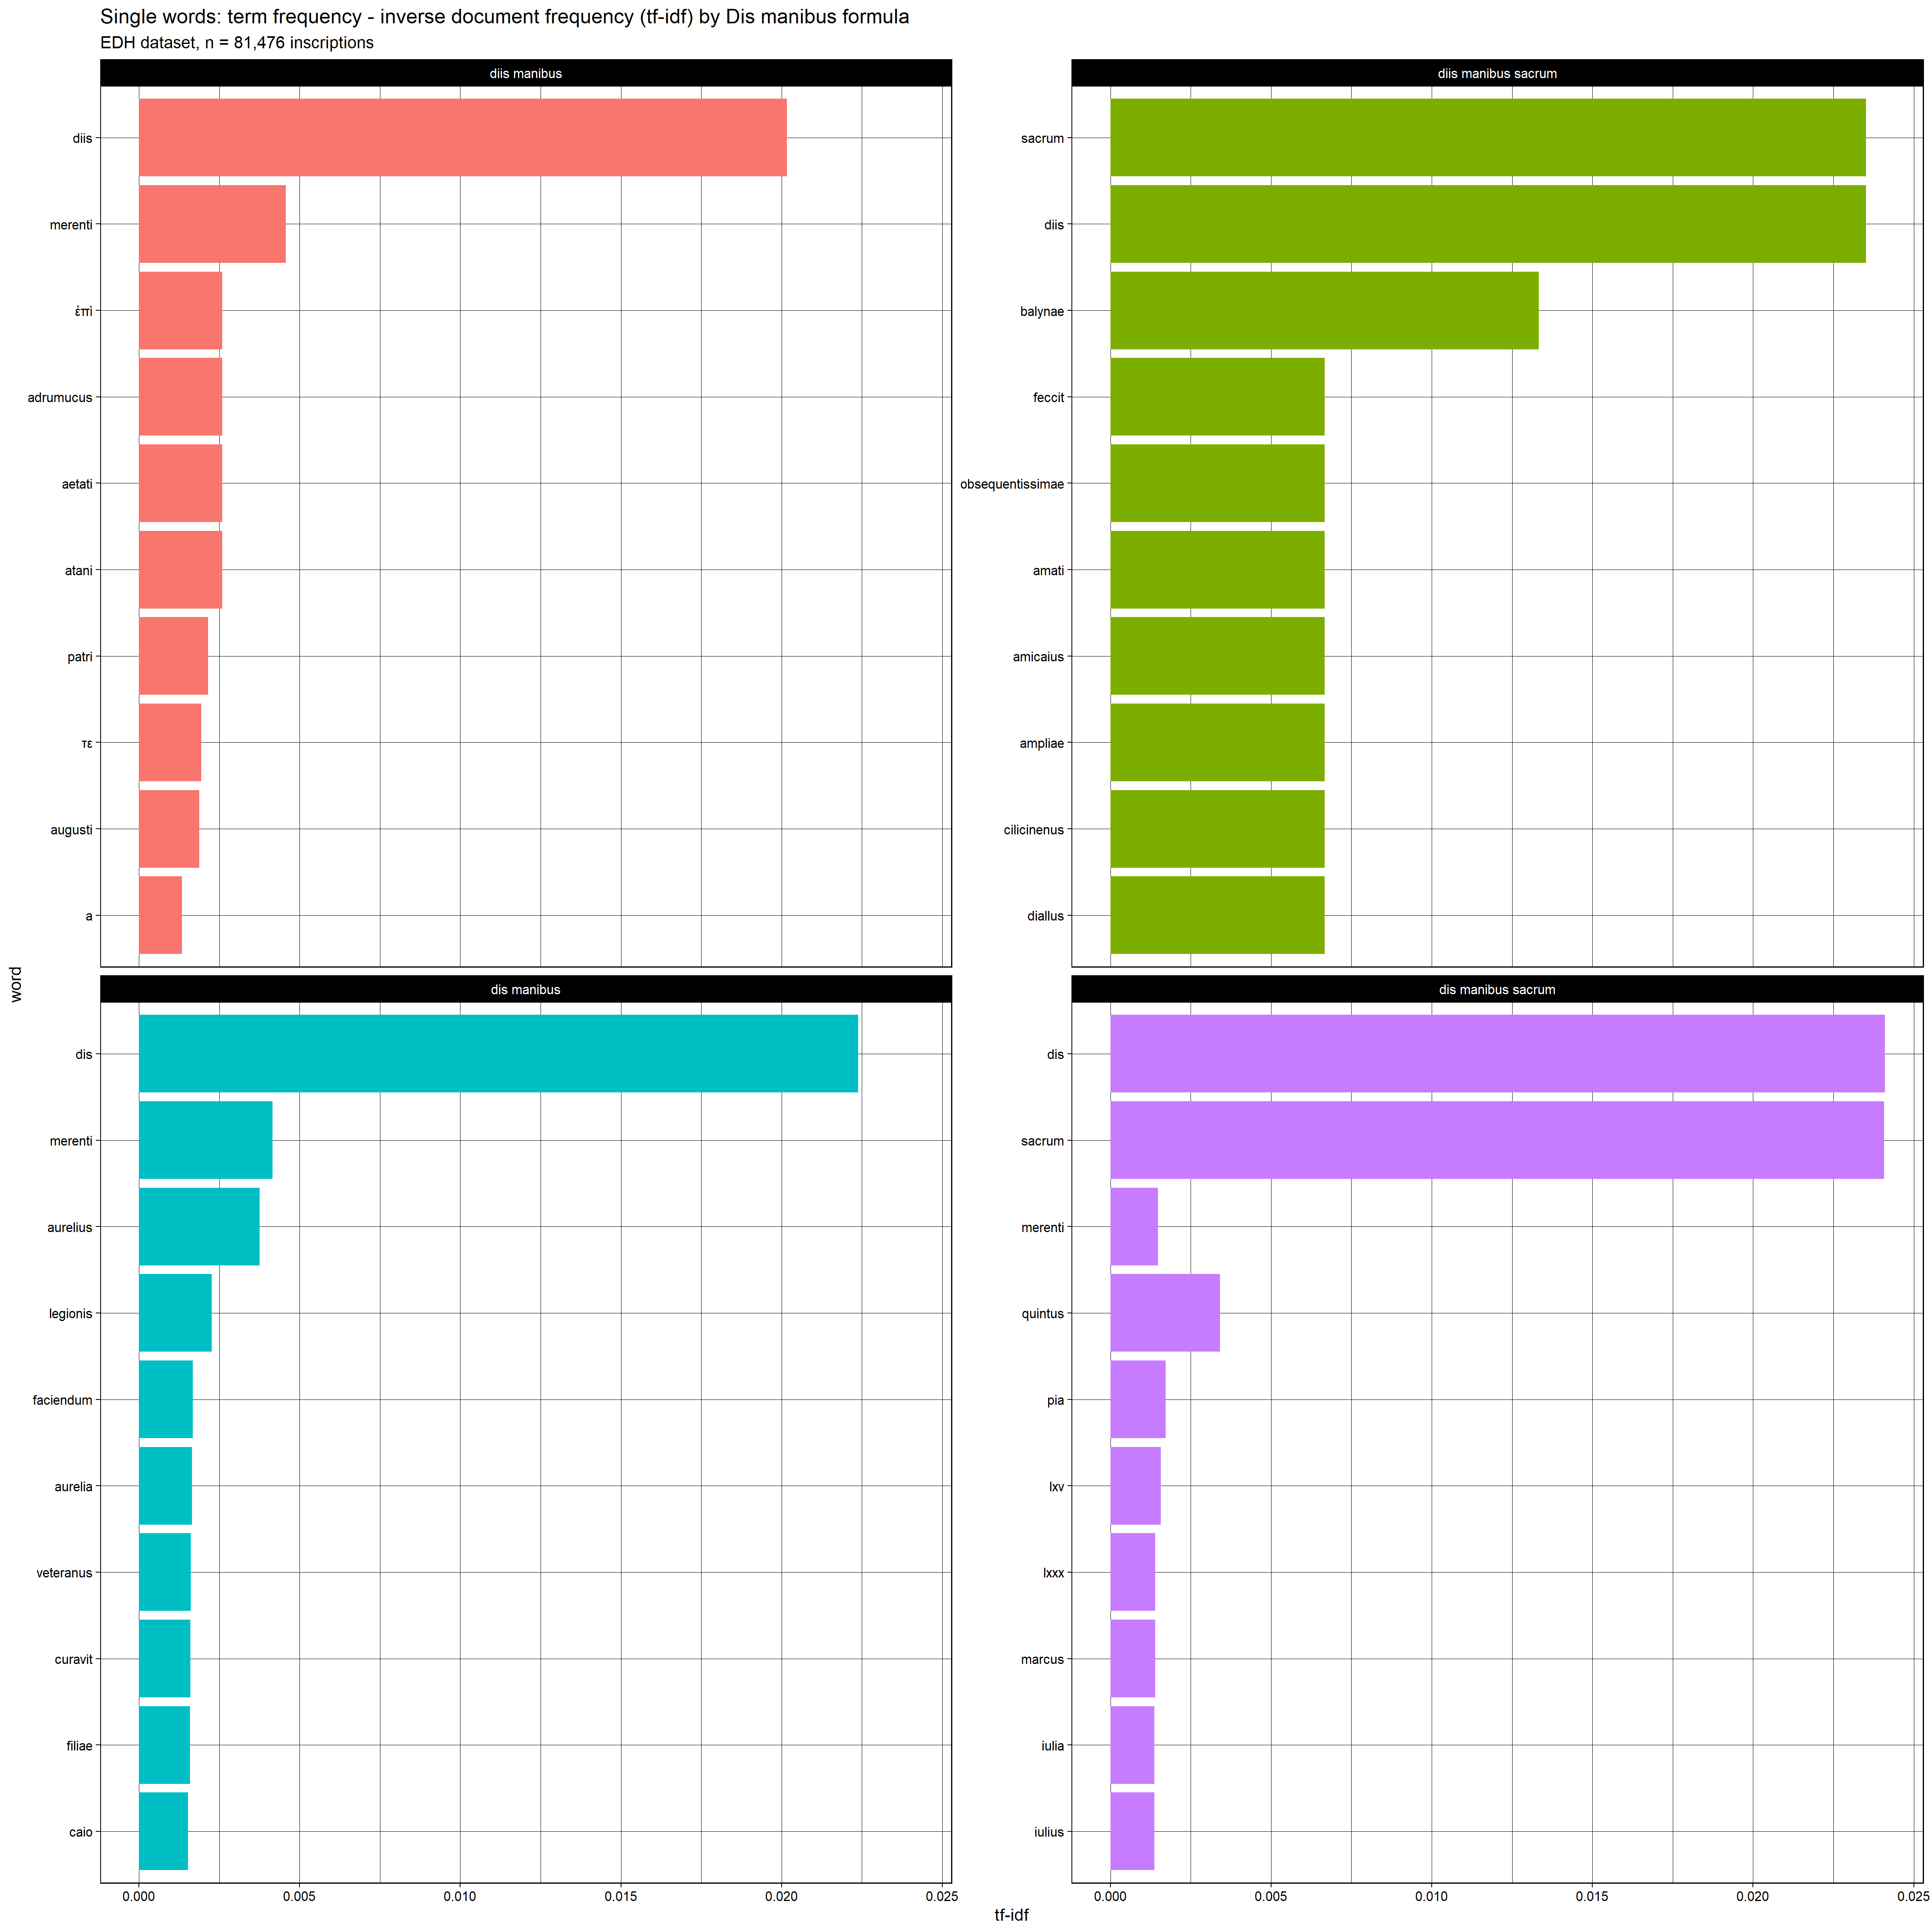 Single words: term frequency - inverse document frequency (tf-idf) by Dis manibus formula
EDH dataset, n = 81,476 inscriptions
diis manibus
diis
merenti
ἐπὶ
adrumucus
aetati
atani
patri
τε
augusti
a
diis manibus sacrum
sacrum
diis
balynae
feccit
obsequentissimae
amati
amicaius
ampliae
cilicinenus
diallus
word
dis manibus
dis
merenti
aurelius
legionis
faciendum
aurelia
veteranus
curavit
filiae
caio
0.000 0.005 0.010 0.015 0.020 0.025
dis manibus sacrum
dis
sacrum
merenti
quintus
pia
lxv
lxxx
marcus
iulia
iulius
0.000 0.005 0.010 0.015 0.020 0.025
tf-idf